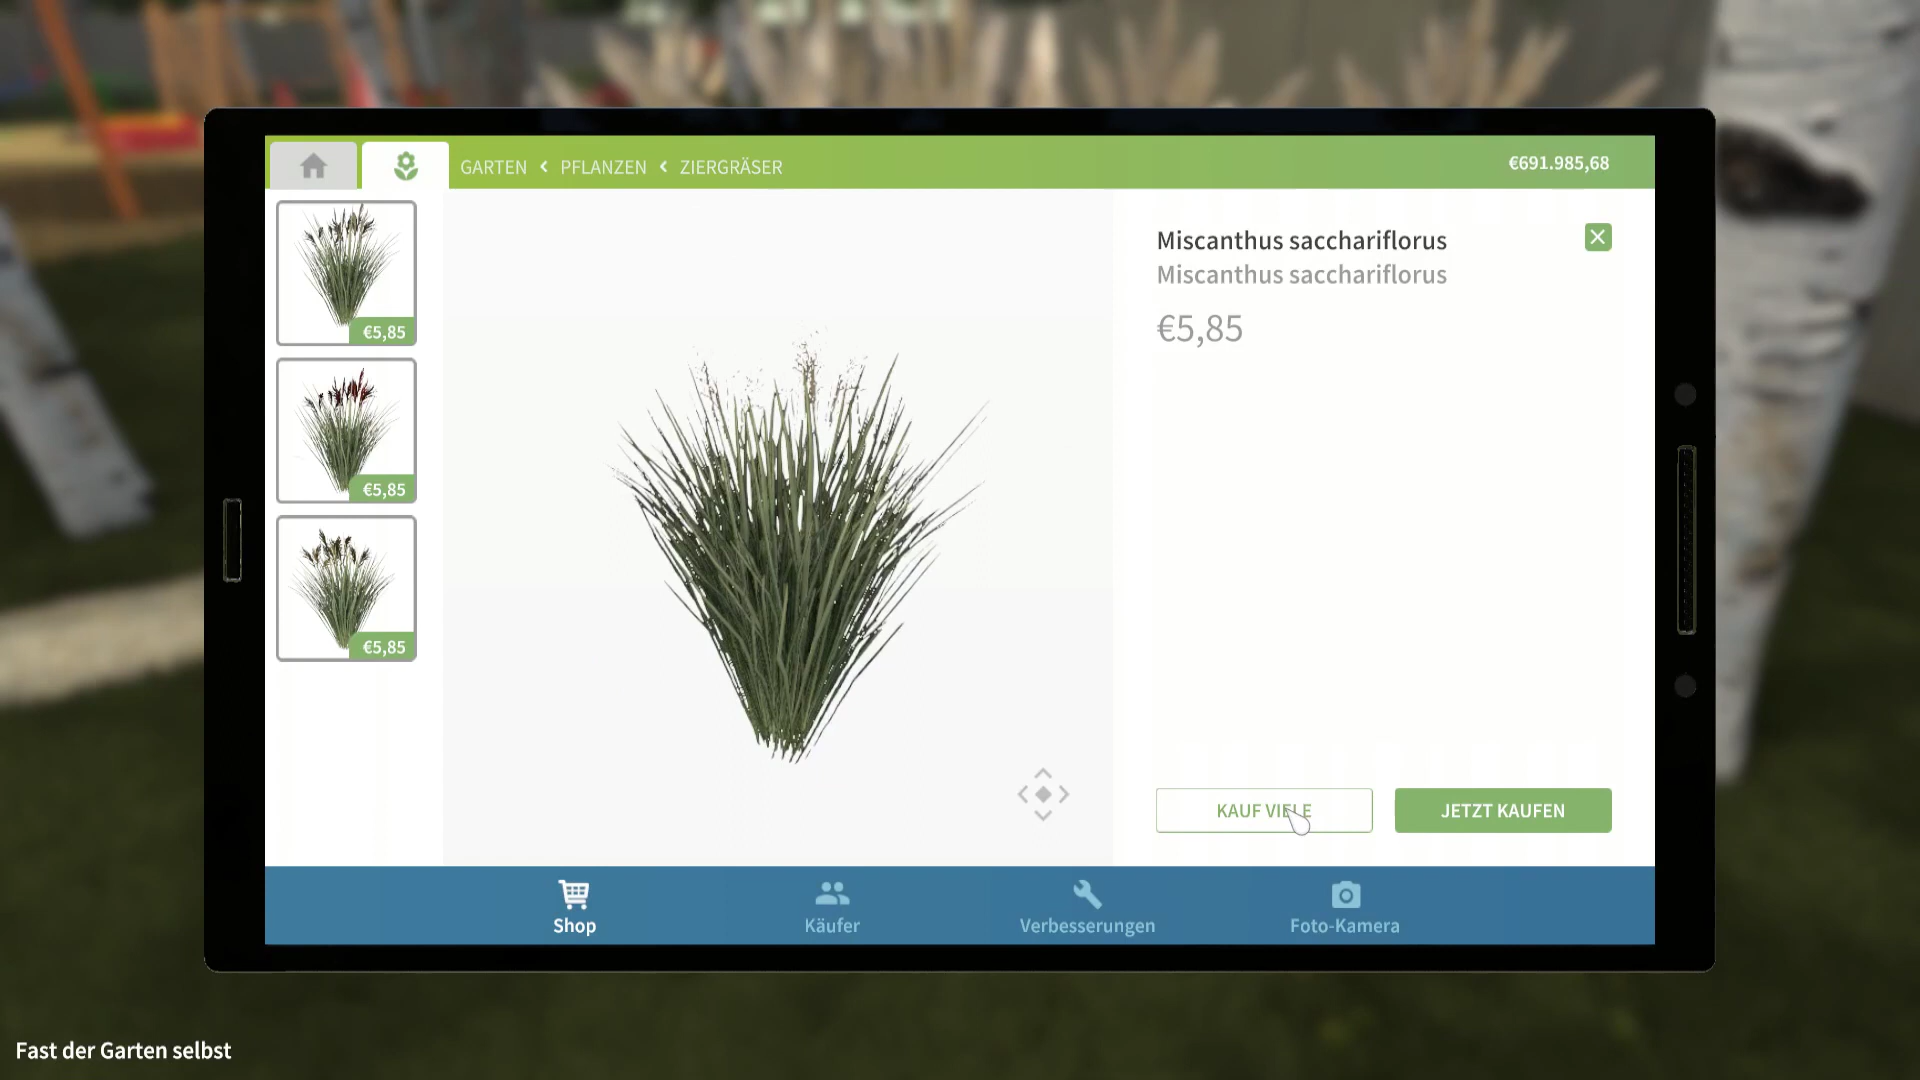 GARTEN < PFLANZEN < ZIERGRÄSER
€691.985,68
€5,85
€5,85
€5,85
Miscanthus sacchariflorus
Miscanthus sacchariflorus
€5,85
KAUF VIELE
JETZT KAUFEN
Shop
Käufer
Verbesserungen
Foto-Kamera
Fast der Garten selbst